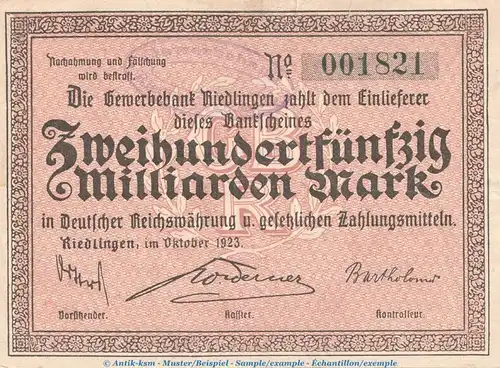 Nachahmung und Fälschung
wird bestraft.
No. 001821
Die Gewerbebank Riedlingen zahlt dem Einlieferer
dieses Bankscheines
Zweihundertfünfzig
Milliarden Mark
in Deutscher Reichswährung o. gesetzlichen Zahlungsmitteln.
Riedlingen, im Oktober 1923.
Bartholome
Vorsitzender. Kassier. Kontrolleur.
© Antik-ksm - Muster/Beispiel - Sample/example - Échantillon/exemple